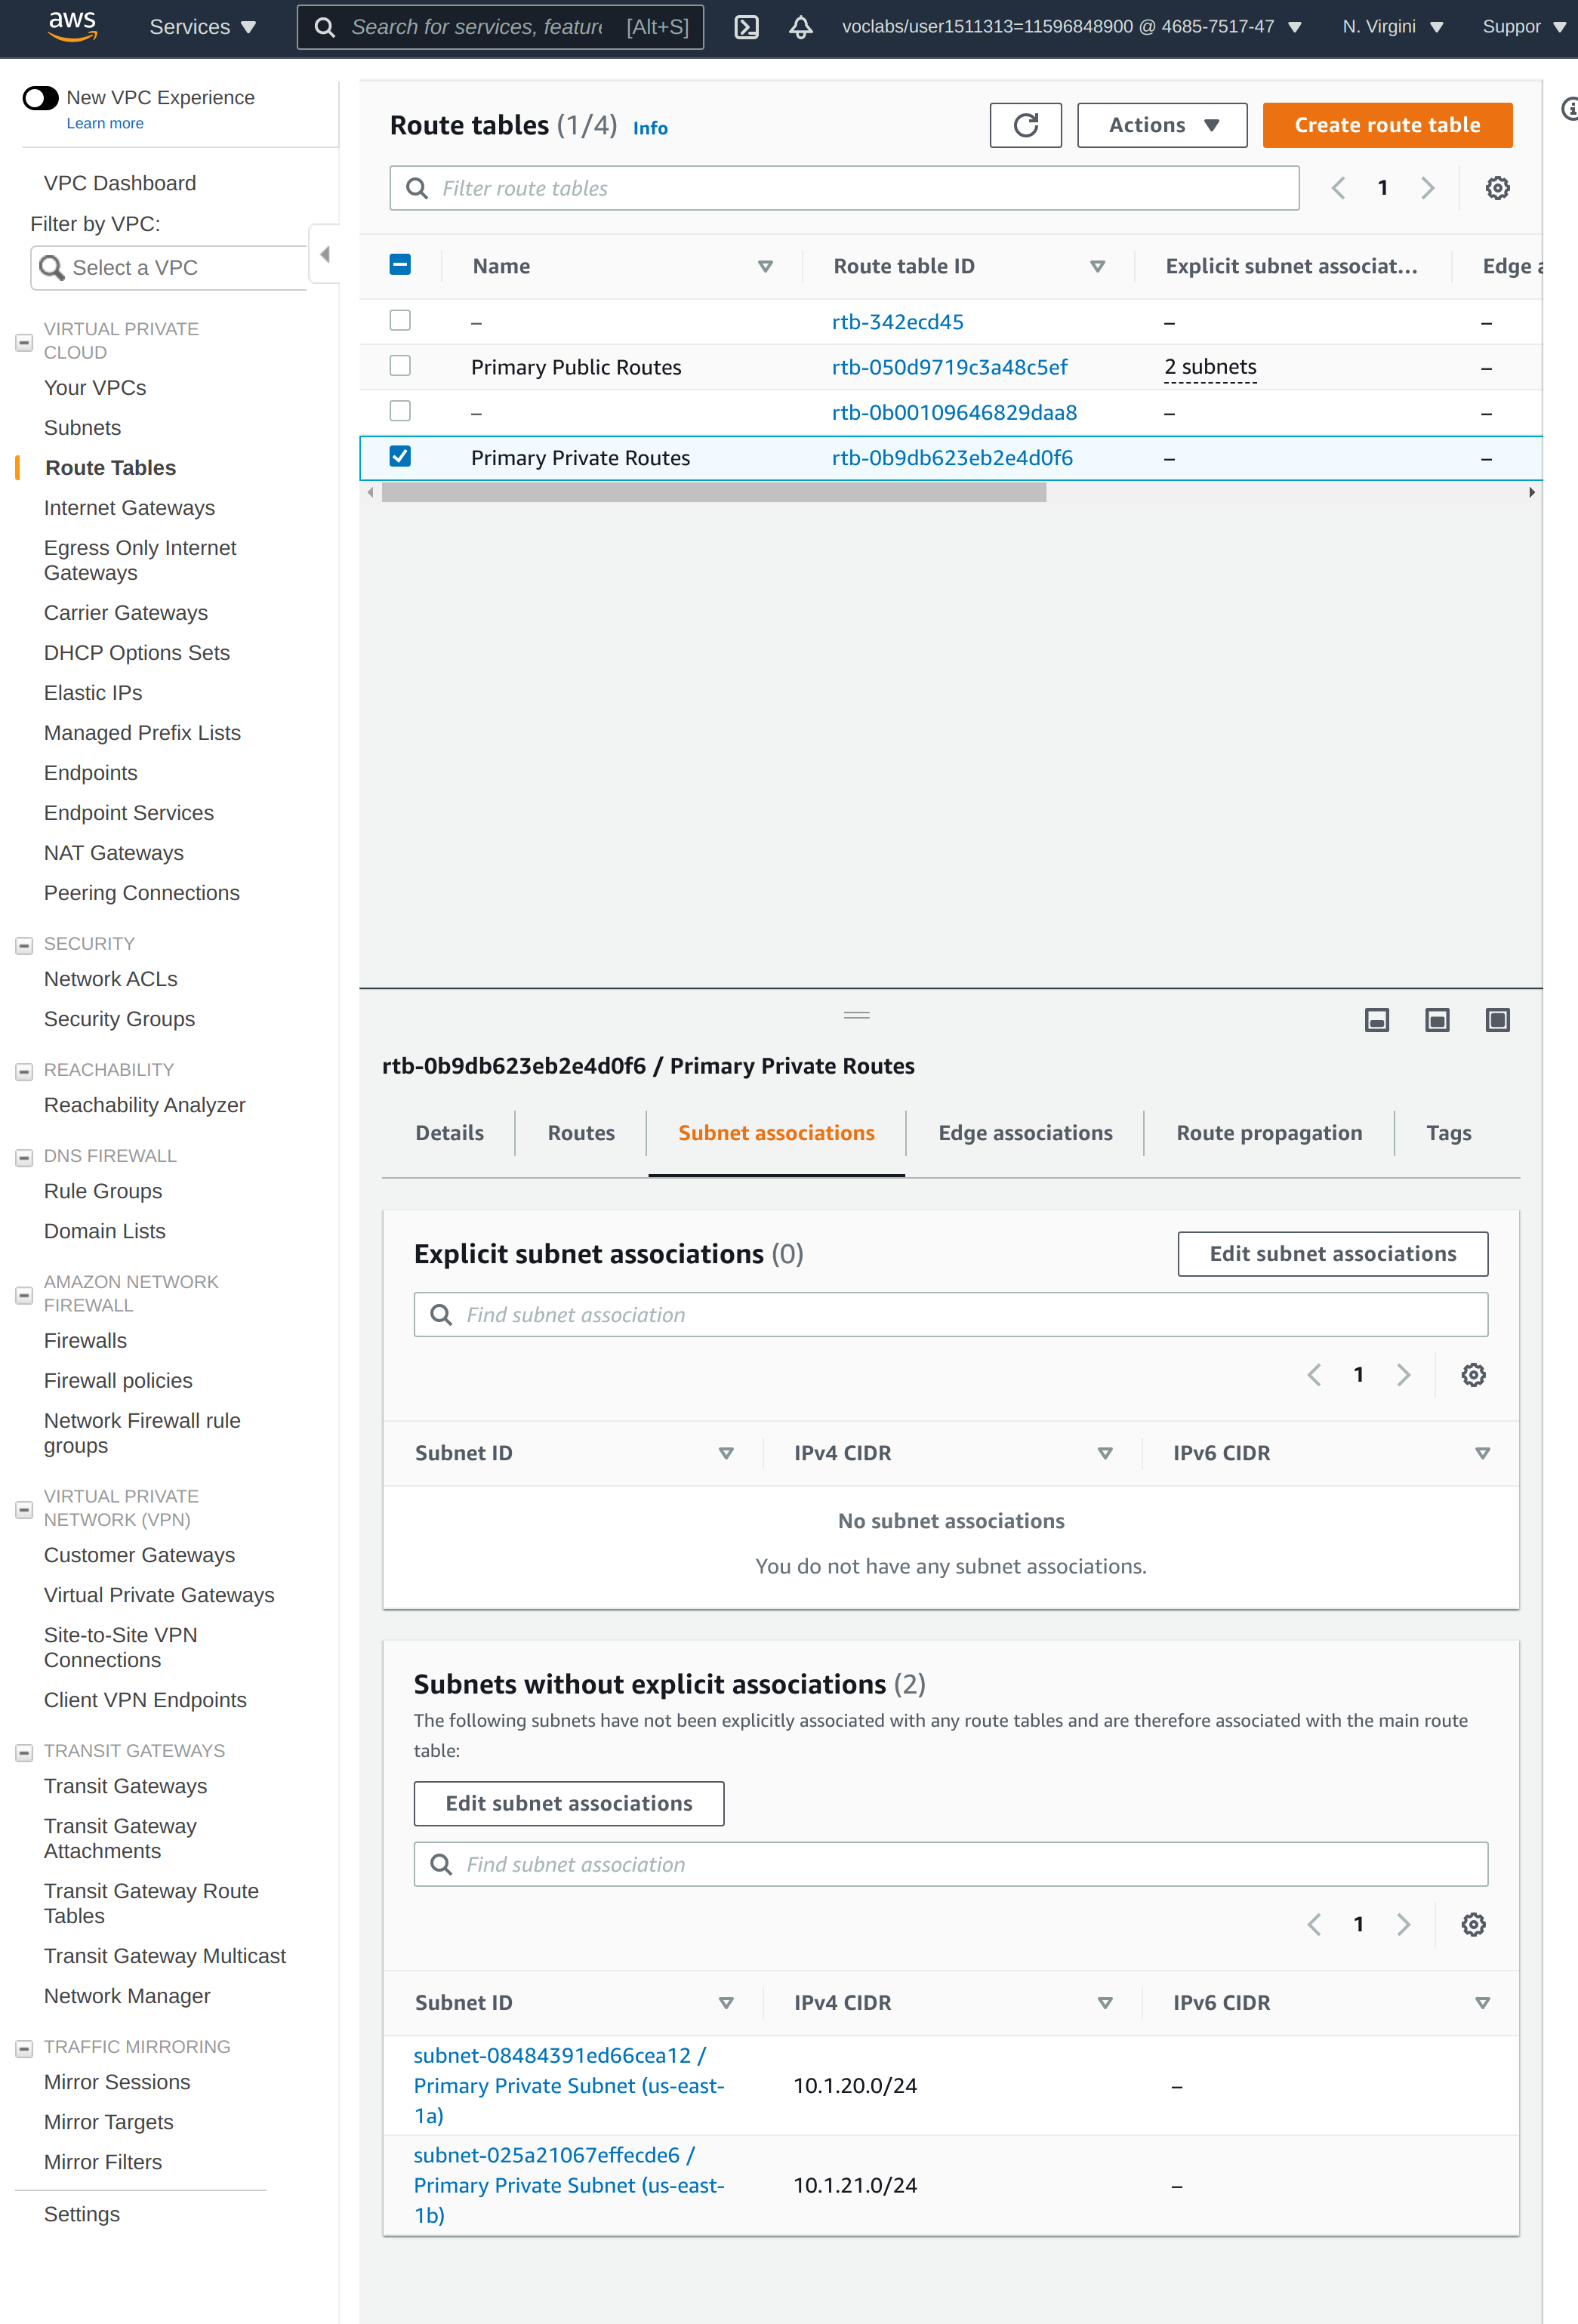 aws
Services
Search for services, feature [Alt+S]
voclabs/user1511313=11596848900 @ 4685-7517-47
N. Virgini
Suppor
New VPC Experience
Learn more
VPC Dashboard
Filter by VPC:
Select a VPC
VIRTUAL PRIVATE
CLOUD
Your VPCs
Subnets
Route Tables
Internet Gateways
Egress Only Internet
Gateways
Carrier Gateways
DHCP Options Sets
Elastic IPs
Managed Prefix Lists
Endpoints
Endpoint Services
NAT Gateways
Peering Connections
SECURITY
Network ACLs
Security Groups
REACHABILITY
Reachability Analyzer
DNS FIREWALL
Rule Groups
Domain Lists
AMAZON NETWORK
FIREWALL
Firewalls
Firewall policies
Network Firewall rule
groups
VIRTUAL PRIVATE
NETWORK (VPN)
Customer Gateways
Virtual Private Gateways
Site-to-Site VPN
Connections
Client VPN Endpoints
TRANSIT GATEWAYS
Transit Gateways
Transit Gateway
Attachments
Transit Gateway Route
Tables
Transit Gateway Multicast
Network Manager
TRAFFIC MIRRORING
Mirror Sessions
Mirror Targets
Mirror Filters
Settings
Route tables (1/4) Info
Actions
Create route table
Filter route tables
1
Name Route table ID Explicit subnet associat... Edge a
– rtb-342ecd45 – –
Primary Public Routes rtb-050d9719c3a48c5ef 2 subnets –
– rtb-0b00109646829daa8 – –
Primary Private Routes rtb-0b9db623eb2e4d0f6 – –
rtb-0b9db623eb2e4d0f6 / Primary Private Routes
Details Routes Subnet associations Edge associations Route propagation Tags
Explicit subnet associations (0)
Edit subnet associations
Find subnet association
1
Subnet ID IPv4 CIDR IPv6 CIDR
No subnet associations
You do not have any subnet associations.
Subnets without explicit associations (2)
The following subnets have not been explicitly associated with any route tables and are therefore associated with the main route
table:
Edit subnet associations
Find subnet association
1
Subnet ID IPv4 CIDR IPv6 CIDR
subnet-08484391ed66cea12 /
Primary Private Subnet (us-east-
1a)
10.1.20.0/24 –
subnet-025a21067effecde6 /
Primary Private Subnet (us-east-
1b)
10.1.21.0/24 –